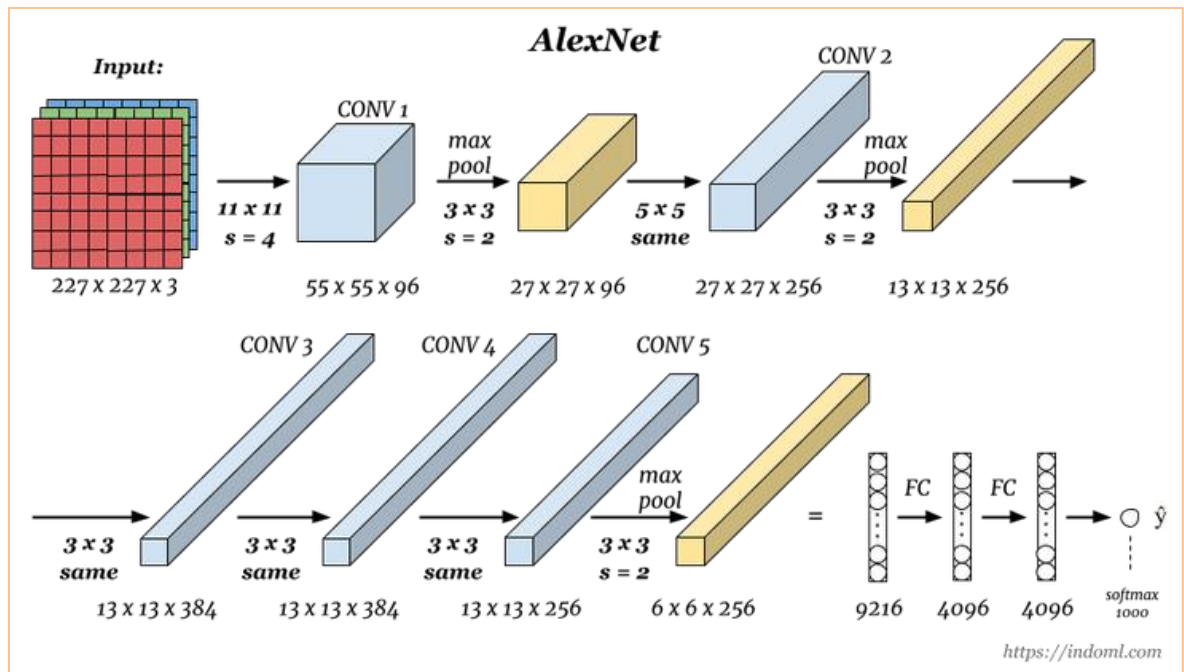 AlexNet
Input:
CONV 1
CONV 2
max
pool
max
pool
11 x 11
s = 4
3 x 3
s = 2
5 x 5
same
3 x 3
s = 2
227 x 227 x 3
55 x 55 x 96
27 x 27 x 96
27 x 27 x 256
13 x 13 x 256
CONV 3
CONV 4
CONV 5
max
pool
=
FC
FC
ŷ
3 x 3
same
3 x 3
same
3 x 3
same
3 x 3
s = 2
13 x 13 x 384
13 x 13 x 384
13 x 13 x 256
6 x 6 x 256
9216
4096
4096
softmax
1000
https://indoml.com